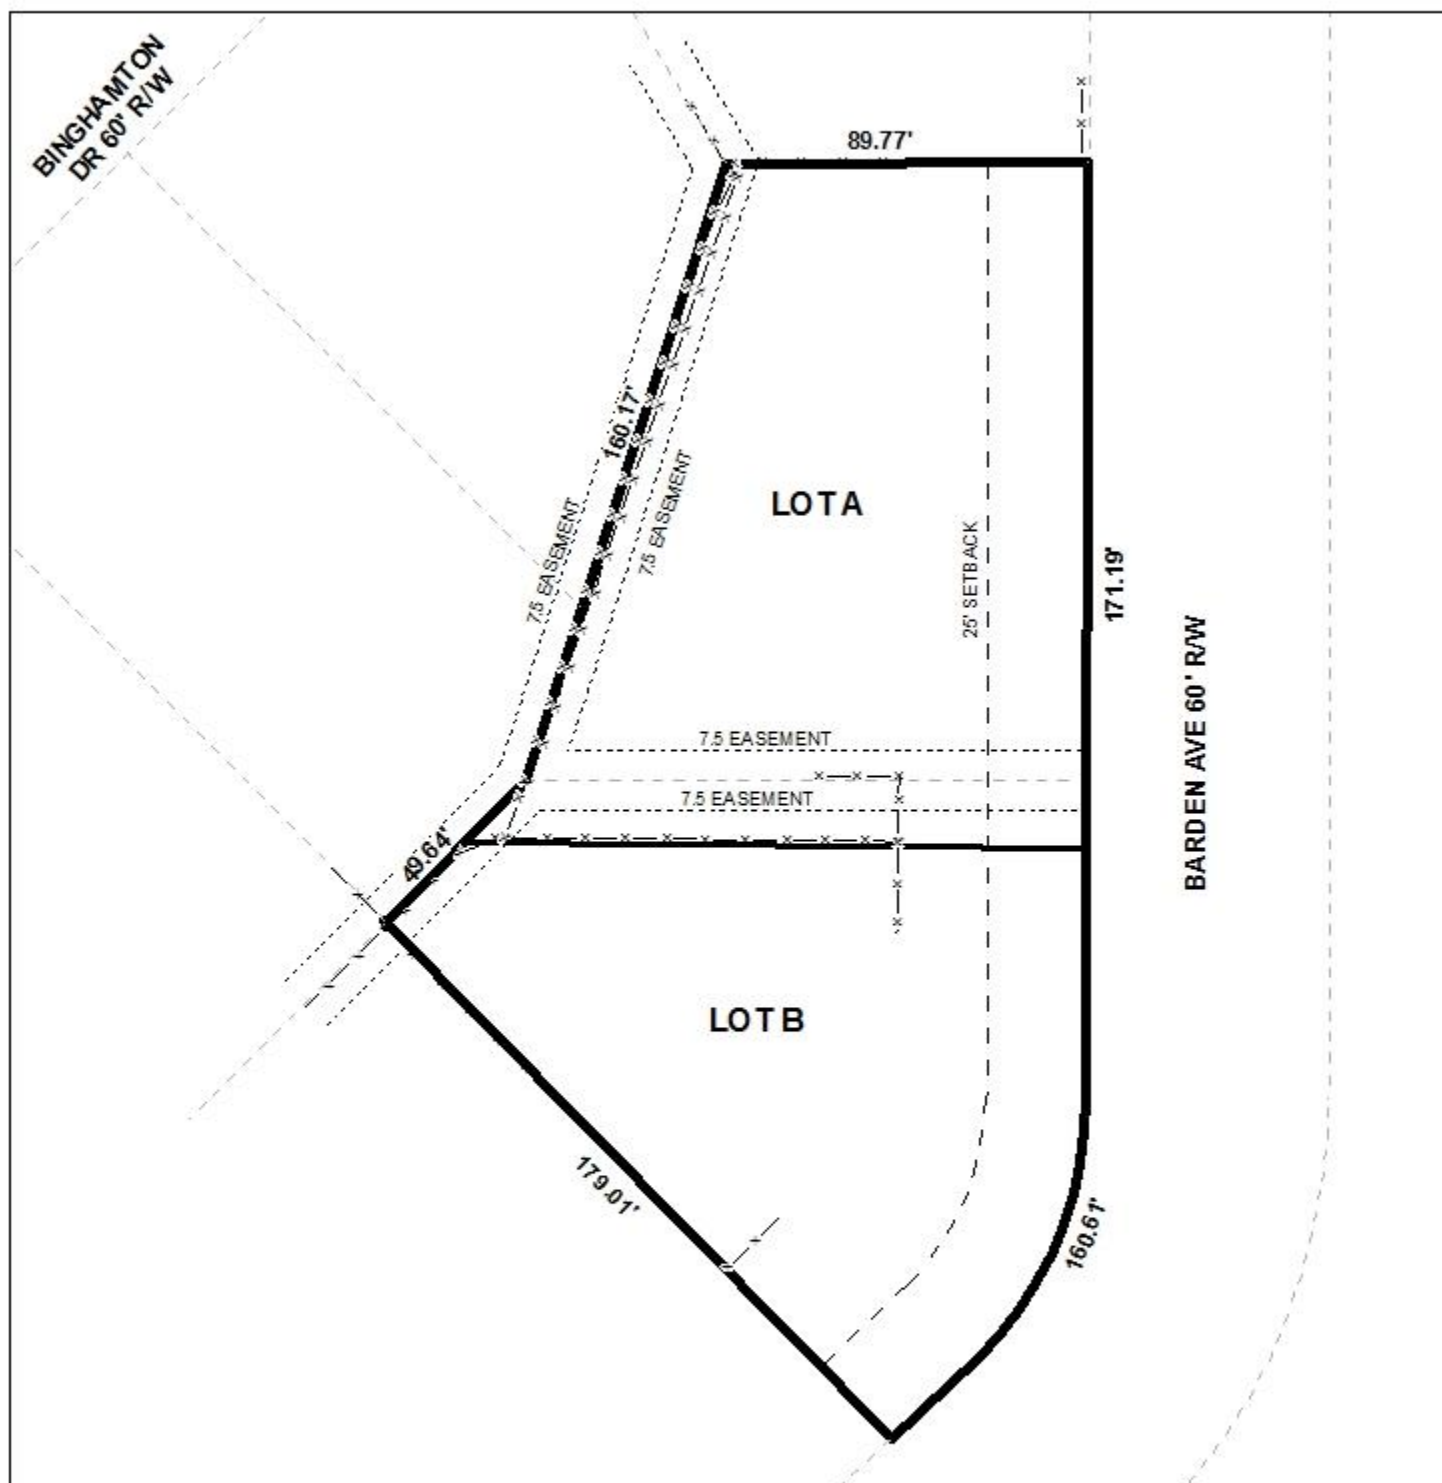 BINGHAMTON
DR 60' R/W
89.77'
160.17'
7.5 EASEMENT
7.5 EASEMENT
LOT A
25' SETBACK
171.19'
BARDEN AVE 60' R/W
7.5 EASEMENT
7.5 EASEMENT
49.64'
LOT B
179.01'
160.61'